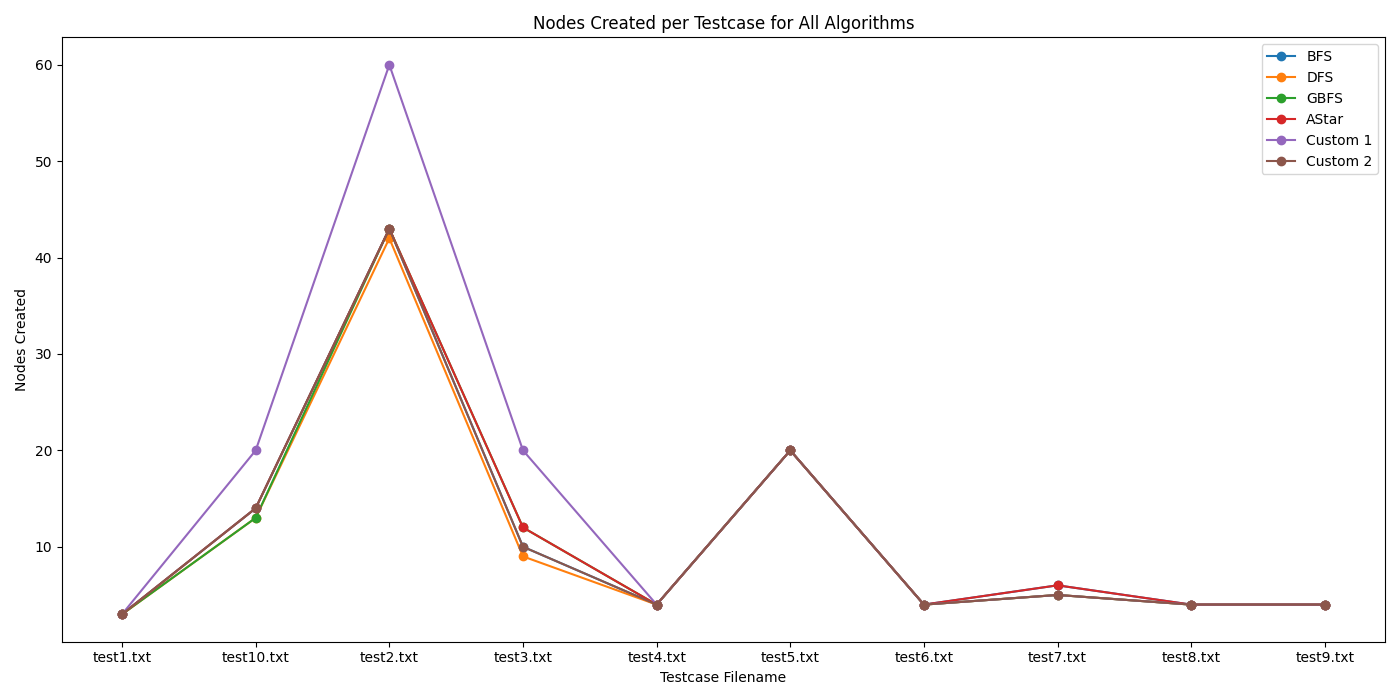 Nodes Created per Testcase for All Algorithms
BFS
DFS
GBFS
AStar
Custom 1
Custom 2
Nodes Created
60
50
40
30
20
10
test1.txt test10.txt test2.txt test3.txt test4.txt test5.txt test6.txt test7.txt test8.txt test9.txt
Testcase Filename